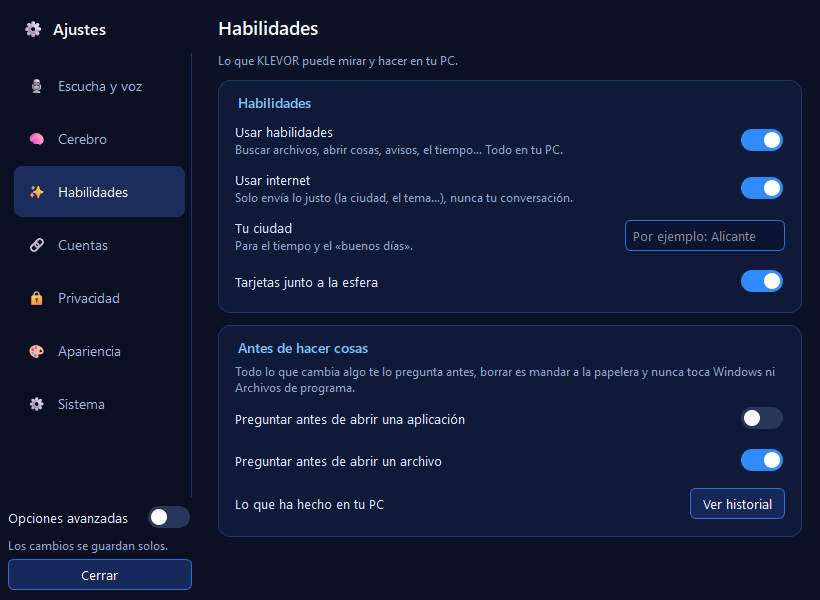 Ajustes
Escucha y voz
Cerebro
Habilidades
Cuentas
Privacidad
Apariencia
Sistema
Opciones avanzadas
Los cambios se guardan solos.
Cerrar
Habilidades
Lo que KLEVOR puede mirar y hacer en tu PC.
Habilidades
Usar habilidades
Buscar archivos, abrir cosas, avisos, el tiempo... Todo en tu PC.
Usar internet
Solo envía lo justo (la ciudad, el tema...), nunca tu conversación.
Tu ciudad
Para el tiempo y el «buenos días».
Por ejemplo: Alicante
Tarjetas junto a la esfera
Antes de hacer cosas
Todo lo que cambia algo te lo pregunta antes, borrar es mandar a la papelera y nunca toca Windows ni
Archivos de programa.
Preguntar antes de abrir una aplicación
Preguntar antes de abrir un archivo
Lo que ha hecho en tu PC
Ver historial